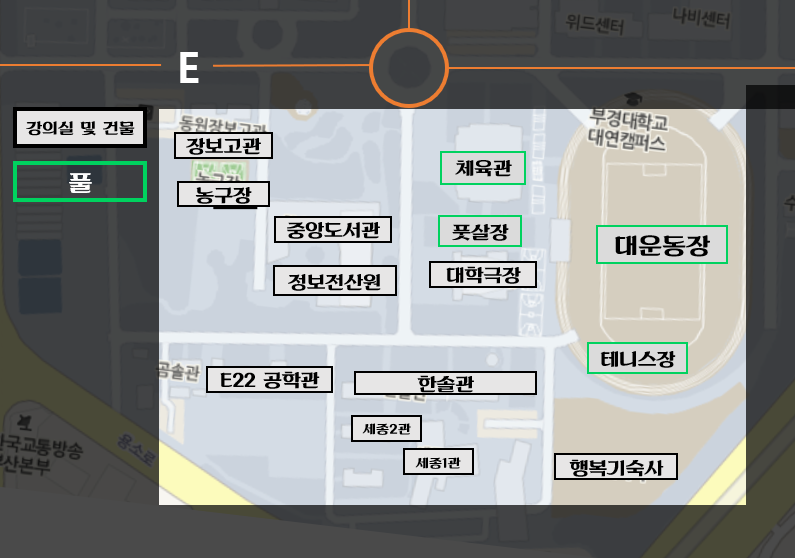 위드센터
나비센터
E
강의실 및 건물
풀
동원장보고관
장보고관
농구장
농구장
중앙도서관
정보전산원
체육관
풋살장
대학극장
부경대학교
대연캠퍼스
대운동장
테니스장
곰솔관
E22 공학관
한솔관
세종2관
세종1관
행복기숙사
한국교통방송
부산본부
용소로